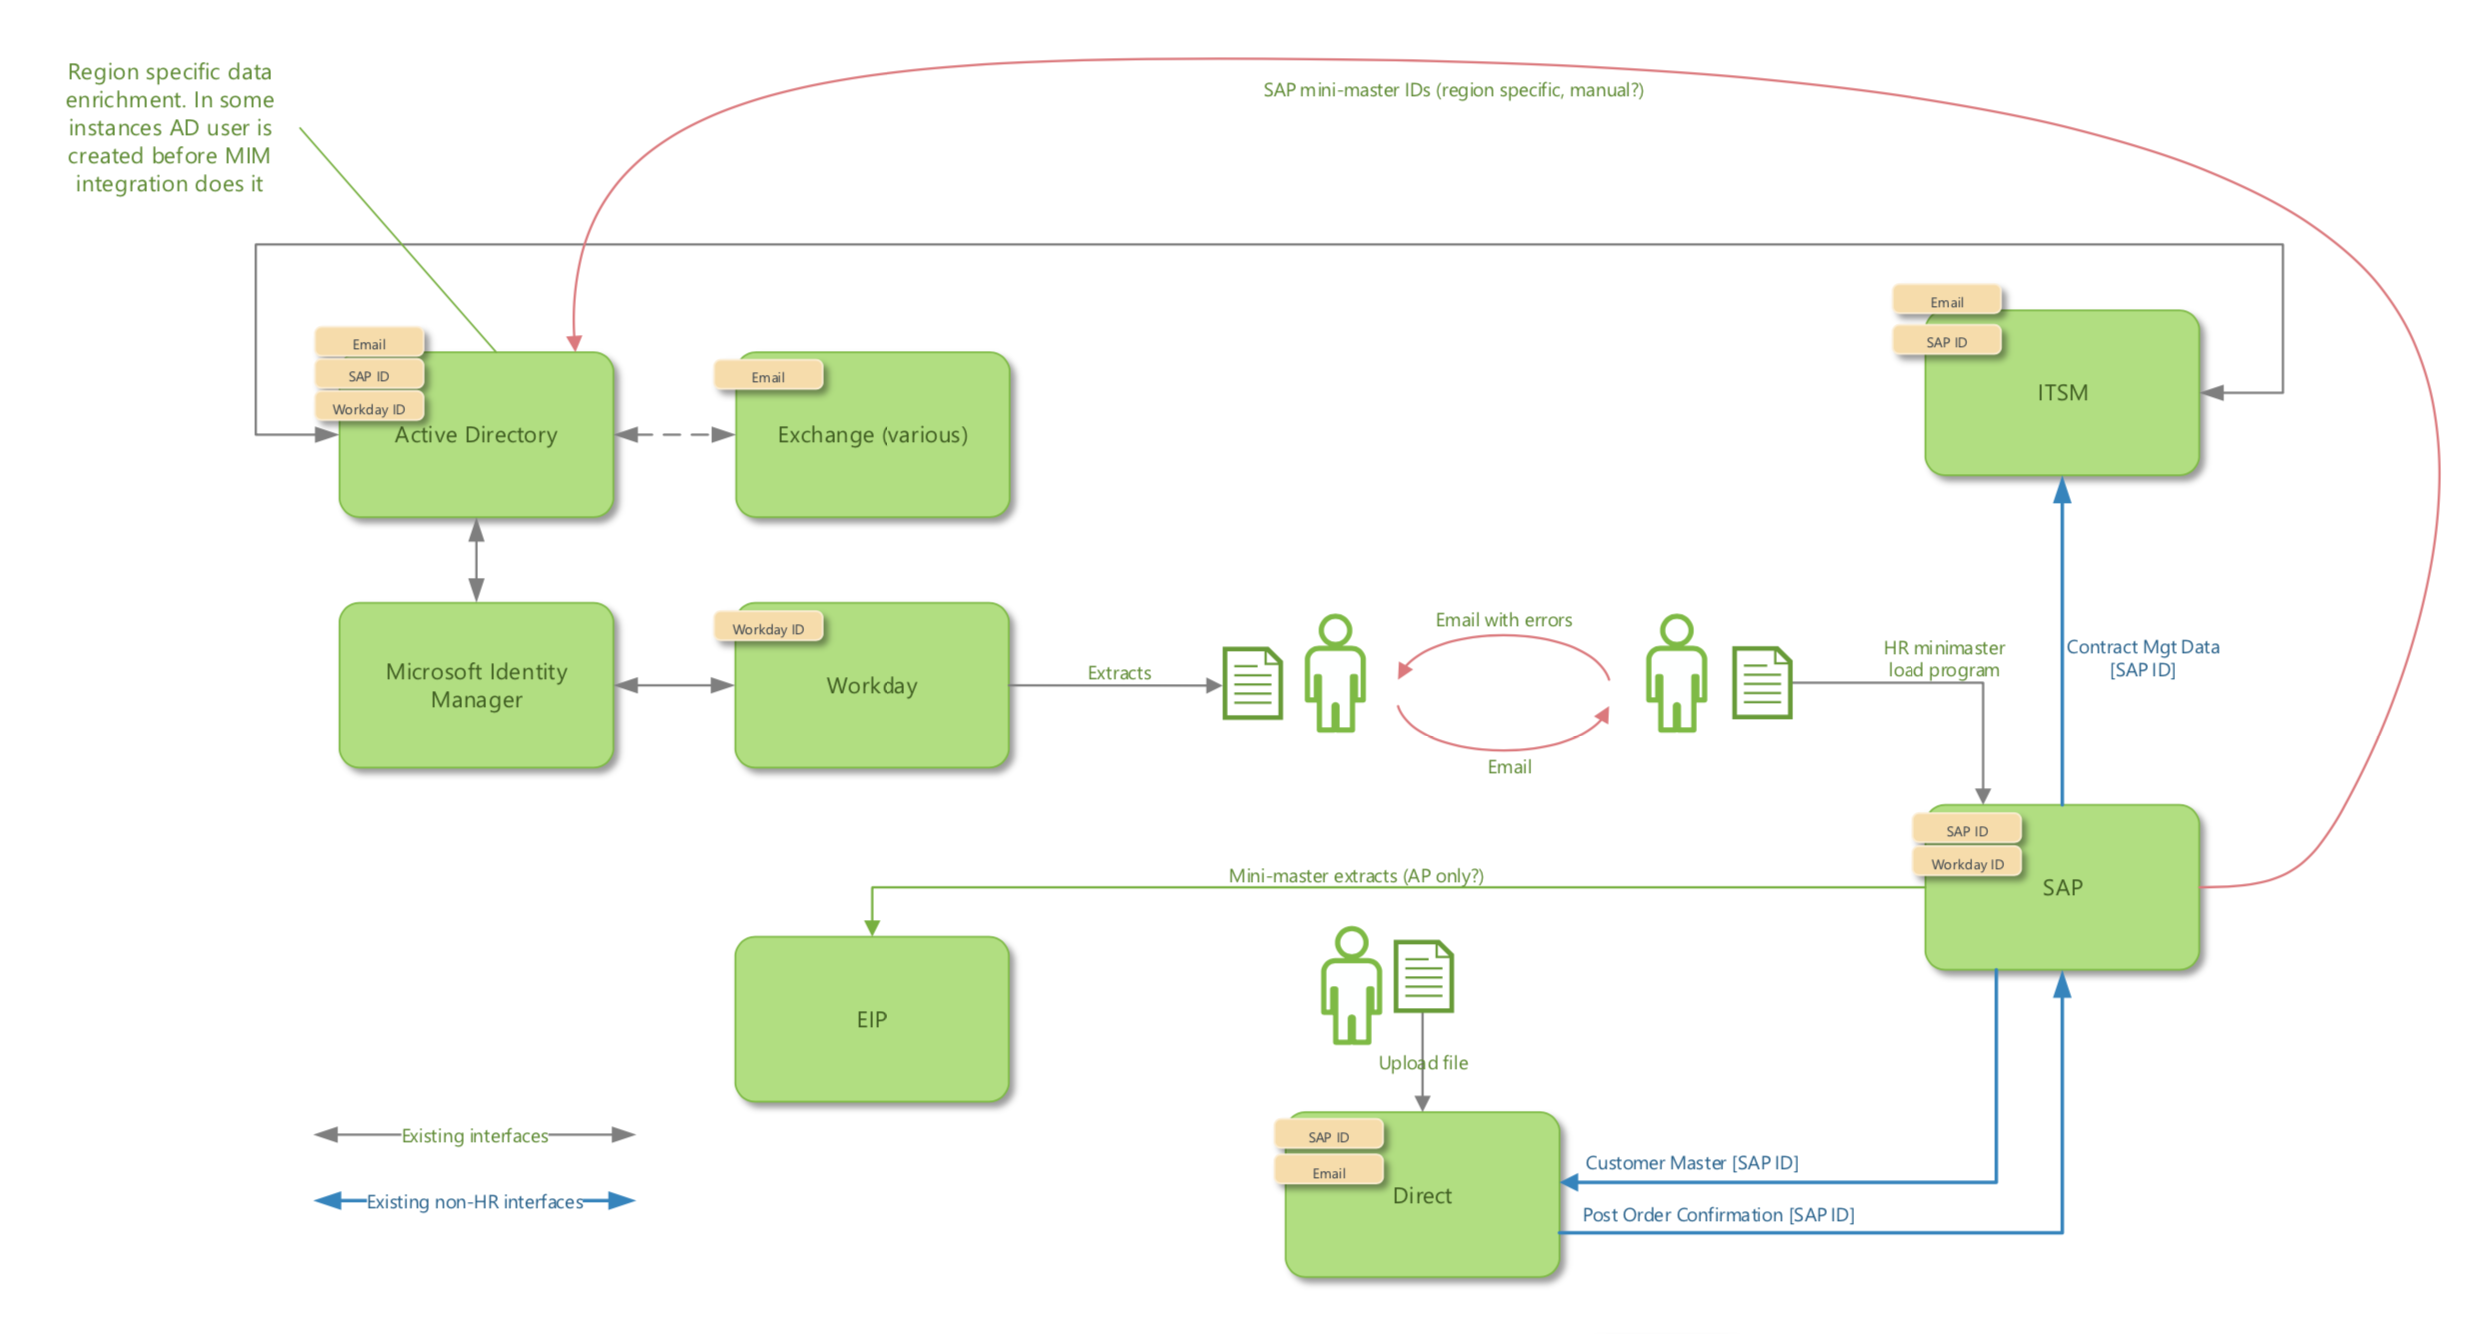 Region specific data
enrichment. In some
instances AD user is
created before MIM
integration does it
SAP mini-master IDs (region specific, manual?)
Email
SAP ID
Workday ID
Active Directory
Email
Exchange (various)
Email
SAP ID
ITSM
Microsoft Identity
Manager
Workday ID
Workday
Extracts
Email with errors
Email
HR minimaster
load program
Contract Mgt Data
[SAP ID]
SAP ID
Workday ID
SAP
Mini-master extracts (AP only?)
EIP
Upload file
SAP ID
Email
Direct
Customer Master [SAP ID]
Post Order Confirmation [SAP ID]
Existing interfaces
Existing non-HR interfaces